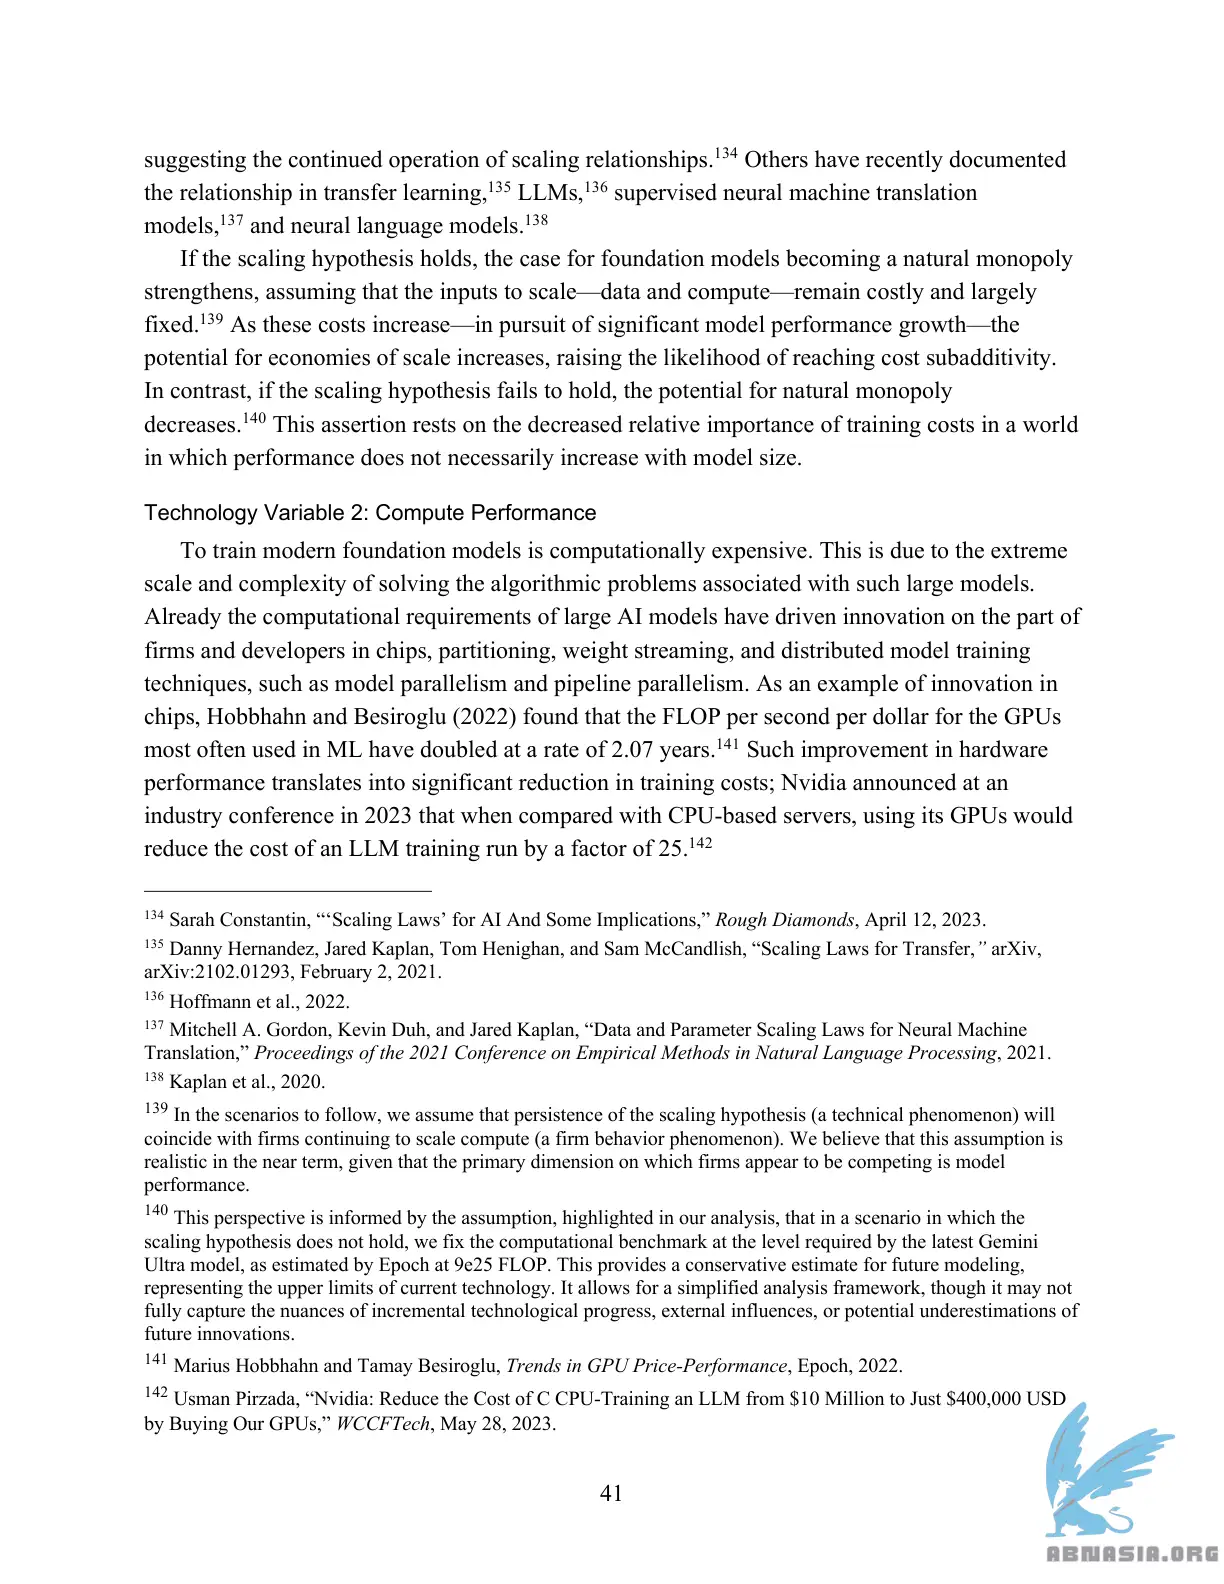 suggesting the continued operation of scaling relationships.134 Others have recently documented
the relationship in transfer learning,135 LLMs,136 supervised neural machine translation
models,137 and neural language models.138
If the scaling hypothesis holds, the case for foundation models becoming a natural monopoly
strengthens, assuming that the inputs to scale—data and compute—remain costly and largely
fixed.139 As these costs increase—in pursuit of significant model performance growth—the
potential for economies of scale increases, raising the likelihood of reaching cost subadditivity.
In contrast, if the scaling hypothesis fails to hold, the potential for natural monopoly
decreases.140 This assertion rests on the decreased relative importance of training costs in a world
in which performance does not necessarily increase with model size.
Technology Variable 2: Compute Performance
To train modern foundation models is computationally expensive. This is due to the extreme
scale and complexity of solving the algorithmic problems associated with such large models.
Already the computational requirements of large AI models have driven innovation on the part of
firms and developers in chips, partitioning, weight streaming, and distributed model training
techniques, such as model parallelism and pipeline parallelism. As an example of innovation in
chips, Hobbhahn and Besiroglu (2022) found that the FLOP per second per dollar for the GPUs
most often used in ML have doubled at a rate of 2.07 years.141 Such improvement in hardware
performance translates into significant reduction in training costs; Nvidia announced at an
industry conference in 2023 that when compared with CPU-based servers, using its GPUs would
reduce the cost of an LLM training run by a factor of 25.142
134 Sarah Constantin, “‘Scaling Laws’ for AI And Some Implications,” Rough Diamonds, April 12, 2023.
135 Danny Hernandez, Jared Kaplan, Tom Henighan, and Sam McCandlish, “Scaling Laws for Transfer,” arXiv,
arXiv:2102.01293, February 2, 2021.
136 Hoffmann et al., 2022.
137 Mitchell A. Gordon, Kevin Duh, and Jared Kaplan, “Data and Parameter Scaling Laws for Neural Machine
Translation,” Proceedings of the 2021 Conference on Empirical Methods in Natural Language Processing, 2021.
138 Kaplan et al., 2020.
139 In the scenarios to follow, we assume that persistence of the scaling hypothesis (a technical phenomenon) will
coincide with firms continuing to scale compute (a firm behavior phenomenon). We believe that this assumption is
realistic in the near term, given that the primary dimension on which firms appear to be competing is model
performance.
140 This perspective is informed by the assumption, highlighted in our analysis, that in a scenario in which the
scaling hypothesis does not hold, we fix the computational benchmark at the level required by the latest Gemini
Ultra model, as estimated by Epoch at 9e25 FLOP. This provides a conservative estimate for future modeling,
representing the upper limits of current technology. It allows for a simplified analysis framework, though it may not
fully capture the nuances of incremental technological progress, external influences, or potential underestimations of
future innovations.
141 Marius Hobbhahn and Tamay Besiroglu, Trends in GPU Price-Performance, Epoch, 2022.
142 Usman Pirzada, “Nvidia: Reduce the Cost of C CPU-Training an LLM from $10 Million to Just $400,000 USD
by Buying Our GPUs,” WCCFTech, May 28, 2023.
41
ABNASIA.ORG